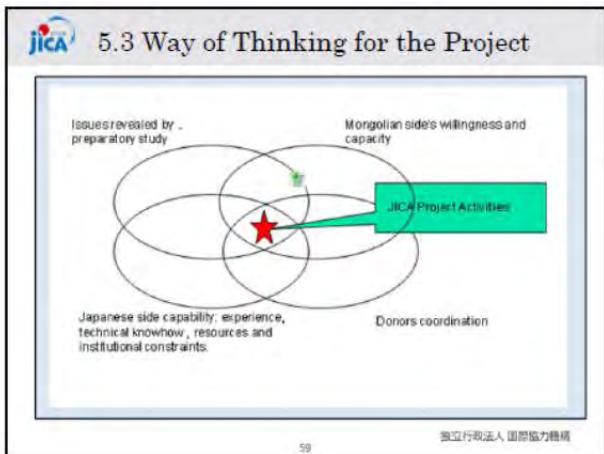 JICA
5.3 Way of Thinking for the Project
Issues revealed by .
preparatory study
Mongolian side's willingness and
capacity
JICA Project Activities
Japanese side capability: experience,
technical knowhow , resources and
institutional constraints.
Donors coordination
独立行政法人 国際協力機構
59